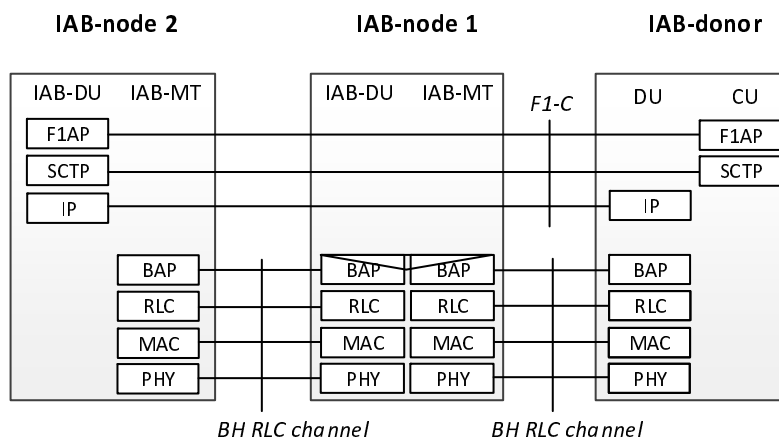 IAB-node 2 IAB-node 1 IAB-donor
IAB-DU IAB-MT IAB-DU IAB-MT F1-C DU CU
F1AP F1AP
SCTP SCTP
IP IP
BAP BAP BAP BAP
RLC RLC RLC RLC
MAC MAC MAC MAC
PHY PHY PHY PHY
BH RLC channel BH RLC channel